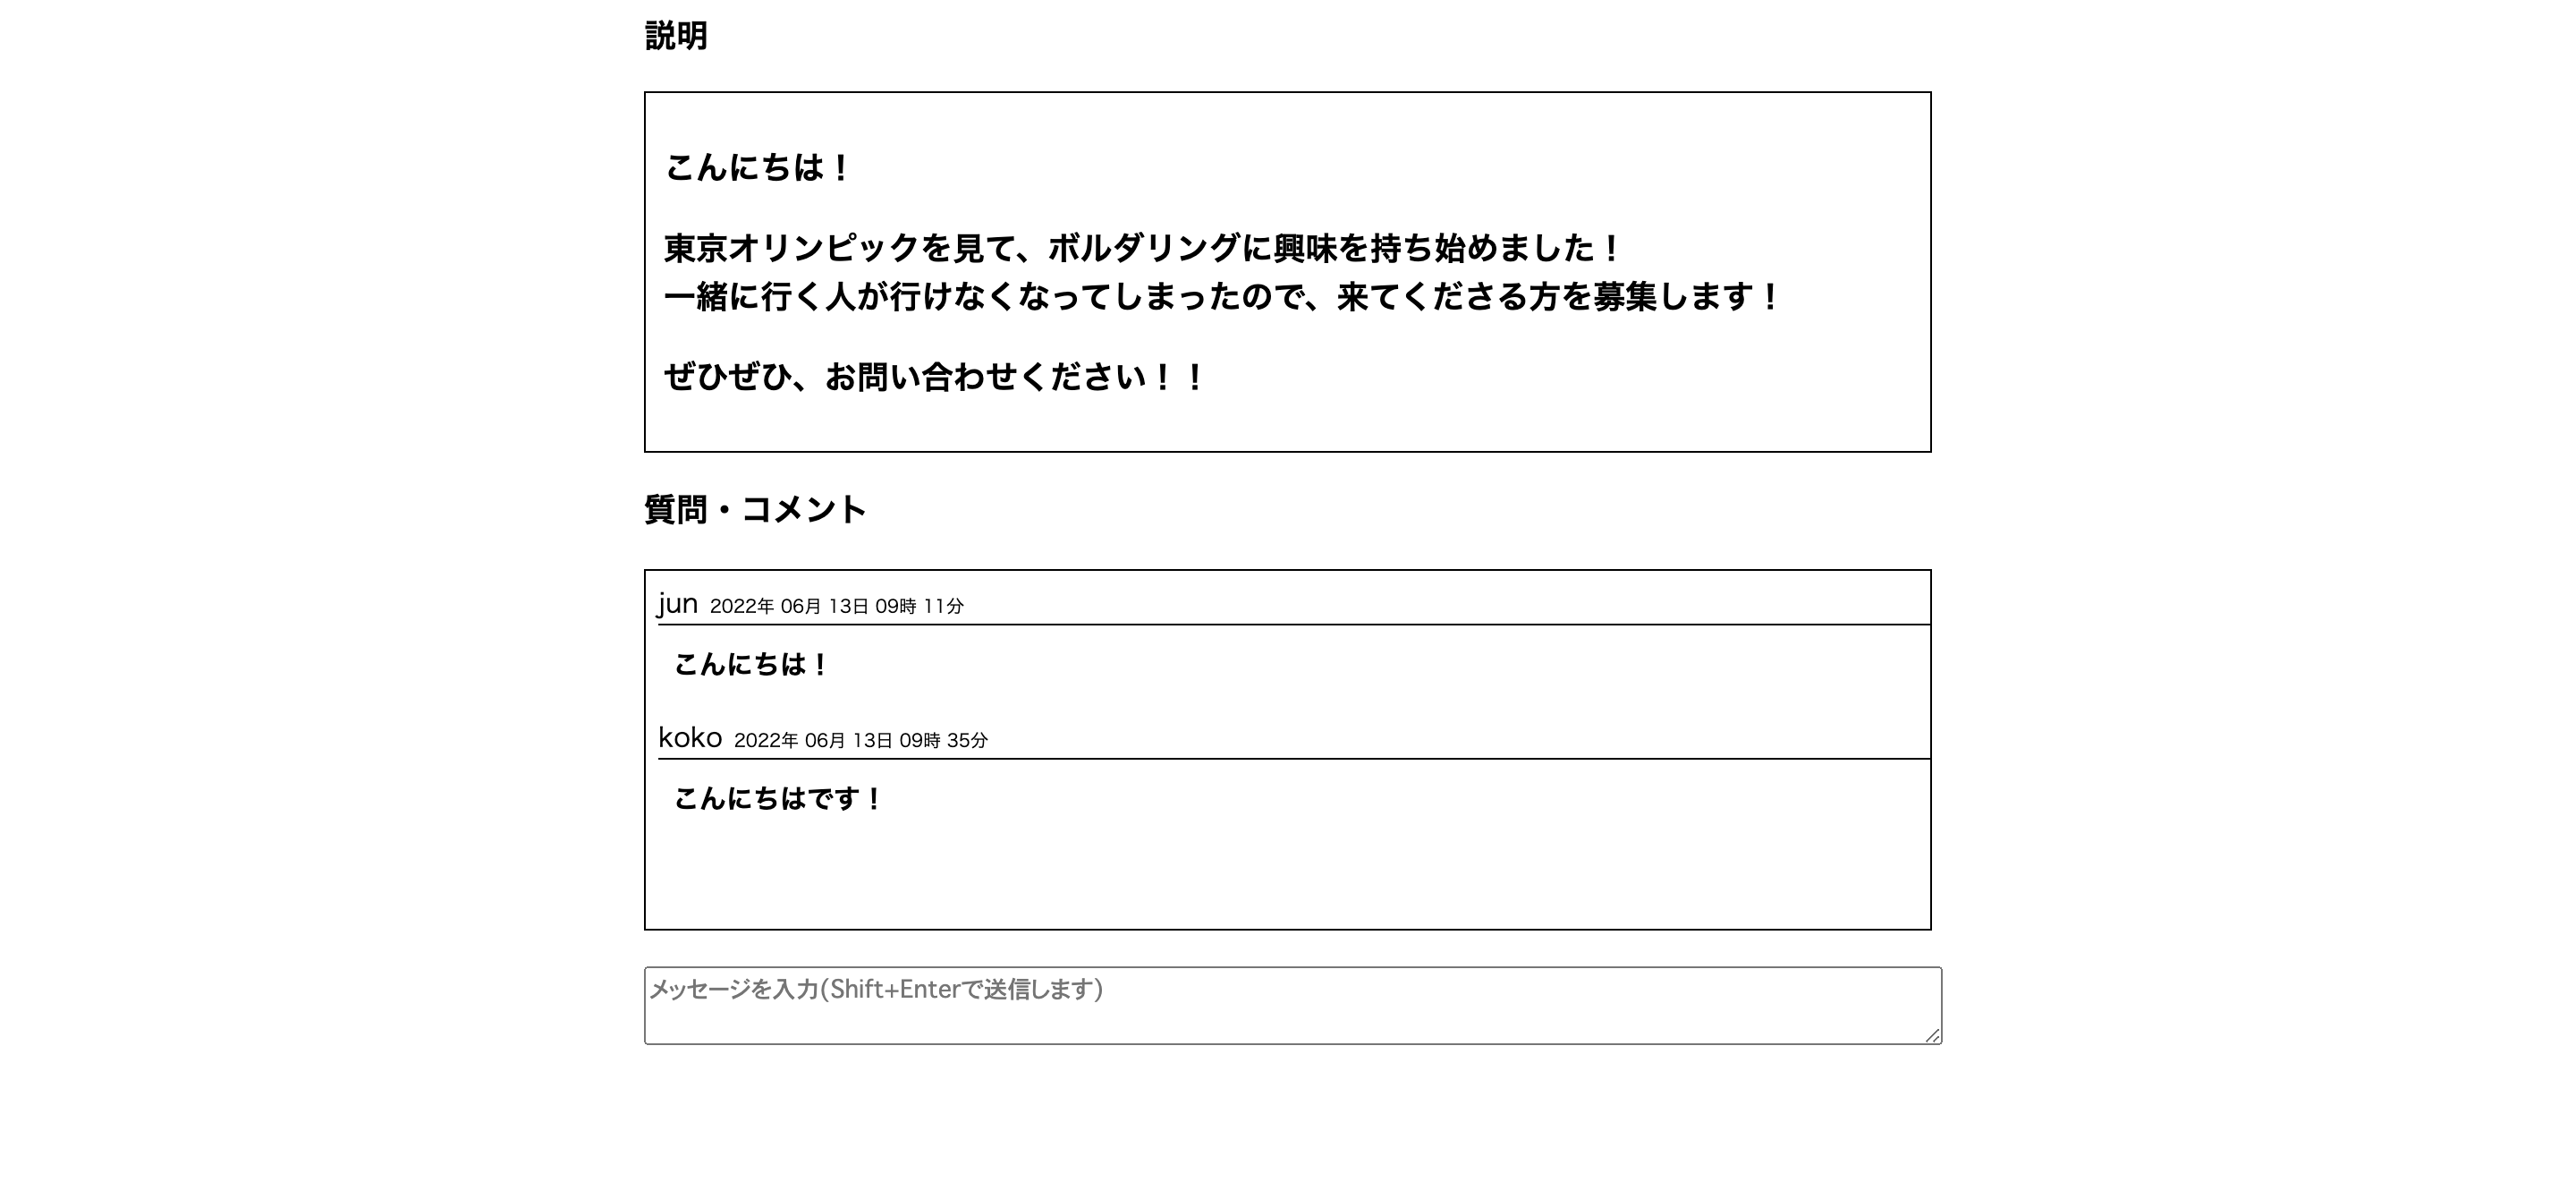 説明
こんにちは！
東京オリンピックを見て、ボルダリングに興味を持ち始めました！
一緒に行く人が行けなくなってしまったので、来てくださる方を募集します！
ぜひぜひ、お問い合わせください！！
質問・コメント
jun 2022年 06月 13日 09時 11分
こんにちは！
koko 2022年 06月 13日 09時 35分
こんにちはです！
メッセージを入力(Shift+Enterで送信します)